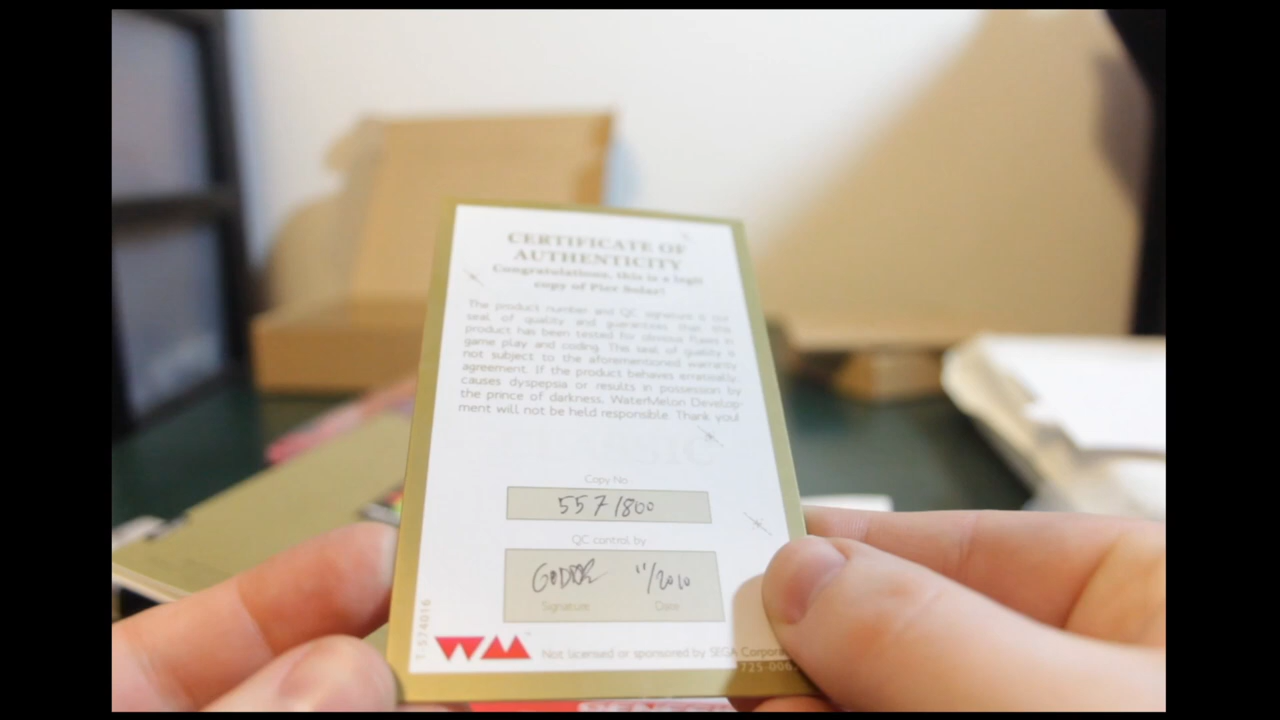 CERTIFICATE OF
AUTHENTICITY
Congratulations, this is a legit
copy of Pier Solar!
The product number and QC signature is our
seal of quality and guarantees that this
product has been tested for obvious flaws in
game play and coding. This seal of quality is
not subject to the aforementioned warranty
agreement. If the product behaves erratically,
causes dyspepsia or results in possession by
the prince of darkness, WaterMelon Develop-
ment will not be held responsible. Thank you!
Copy No.
557/800
QC control by
11/2010
Signature
Date
T-574016
WM
Not licensed or sponsored by SEGA Corpora